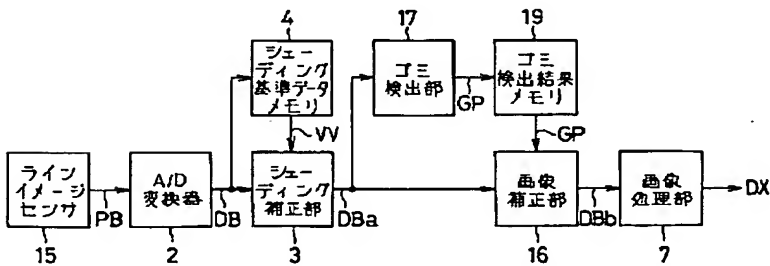 4
シェー
ディング
基準データ
メモリ
17
ゴミ
検出部
19
ゴミ
検出結果
メモリ
GP
VV
GP
ライン
イメージ
センサ
PB
A/D
変換器
DB
シェー
ディング
補正部
DBa
画像
補正部
DBb
画像
処理部
DX
15
2
3
16
7